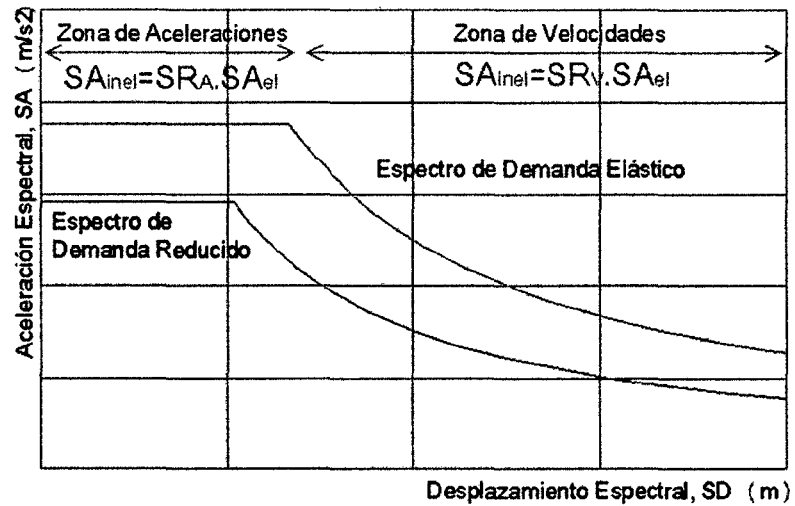 Zona de Aceleraciones
Zona de Velocidades
SAinel=SRA.SAel
SAinel=SRV.SAel
Espectro de Demanda Elástico
Espectro de
Demanda Reducido
Aceleración Espectral, SA (m/s2)
Desplazamiento Espectral, SD (m)